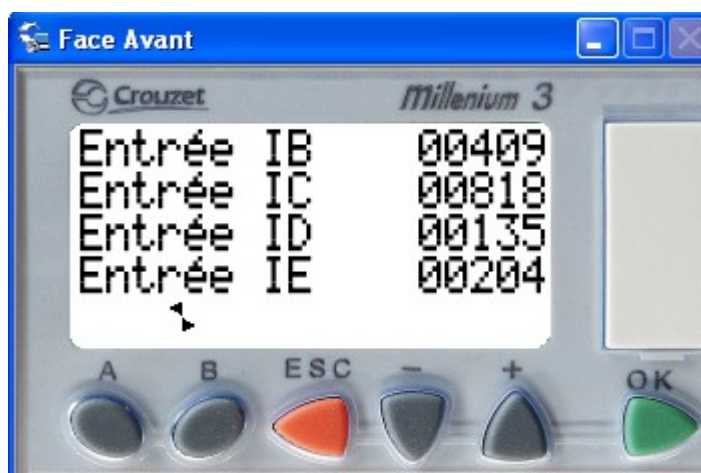 Face Avant
Crouzet Millenium 3
Entrée IB 00409
Entrée IC 00818
Entrée ID 00135
Entrée IE 00204
A B ESC - + OK